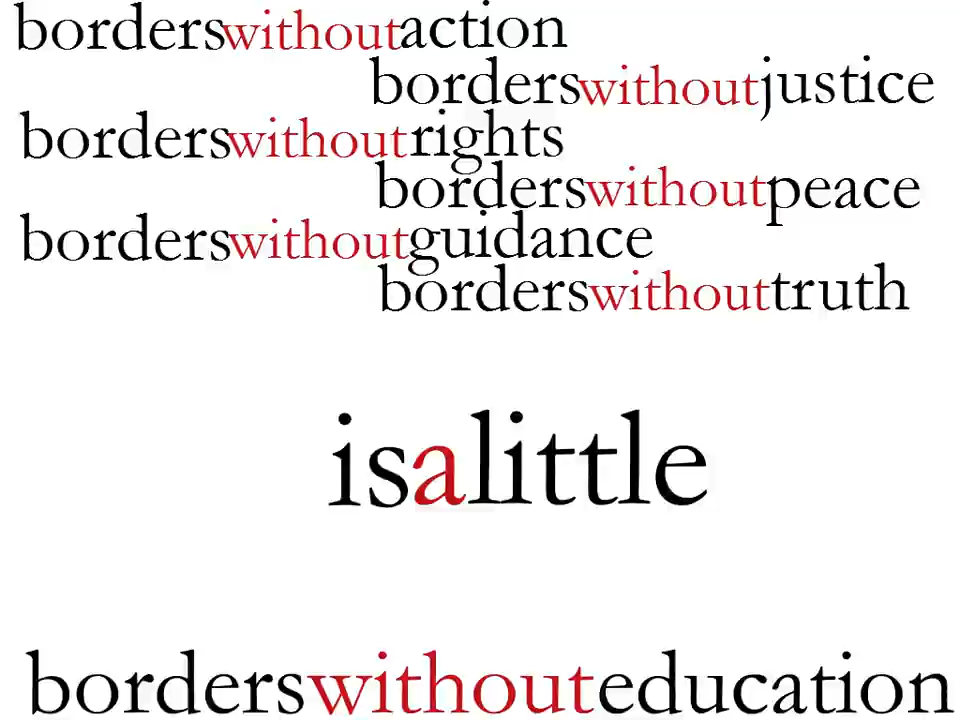 borderswithoutaction
borderswithoutjustice
borderswithoutrights
borderswithoutpeace
borderswithoutguidance
borderswithouttruth
isalittle
borderswithouteducation